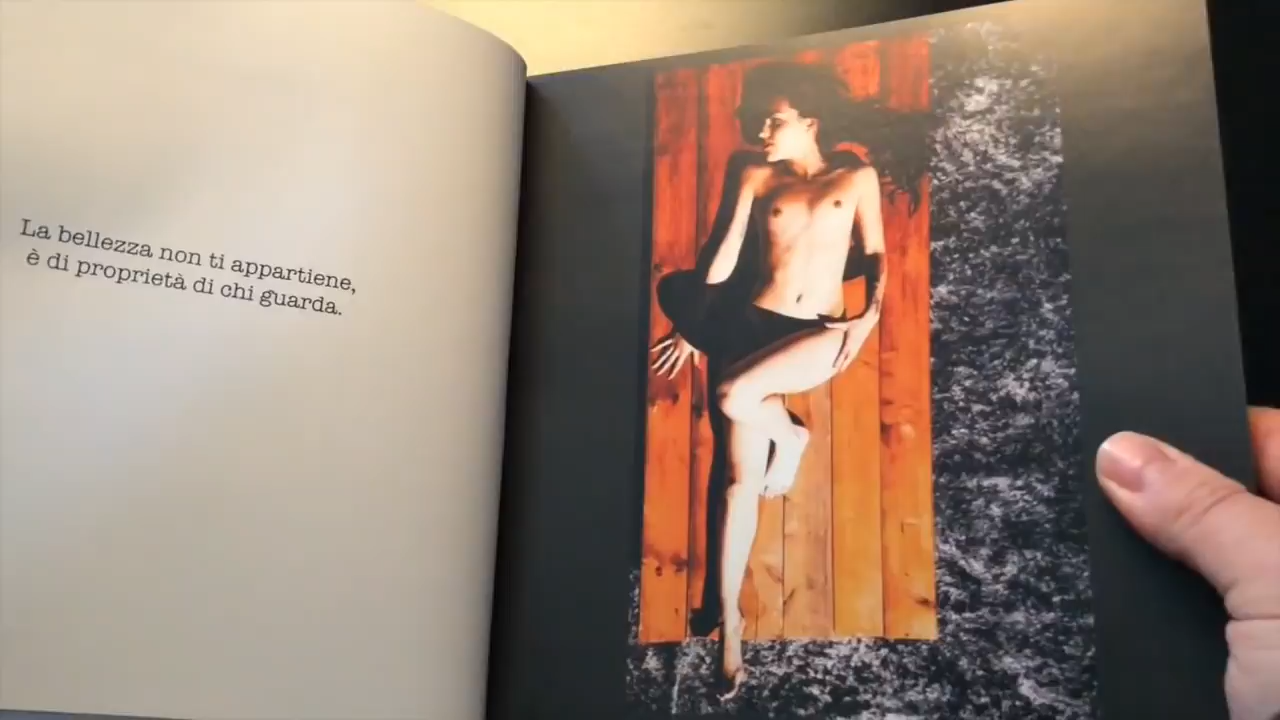 La bellezza non ti appartiene,
è di proprietà di chi guarda.